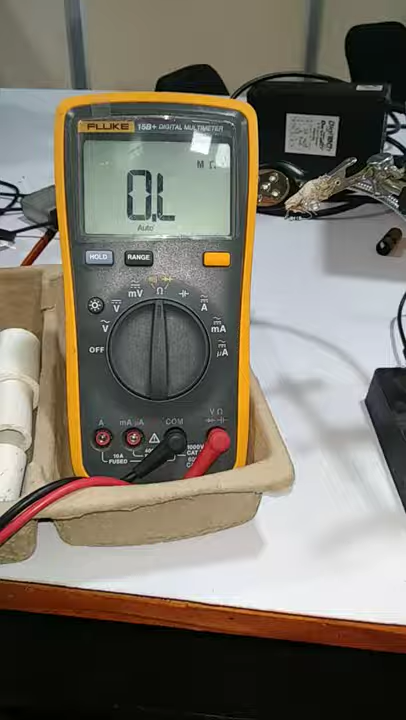 FLUKE 15B+ DIGITAL MULTIMETER
M Ω
0.L
Auto
HOLD RANGE
mV Ω
V A
V mA
OFF µA
A mA µA COM V Ω
10A FUSED
1000V
CAT